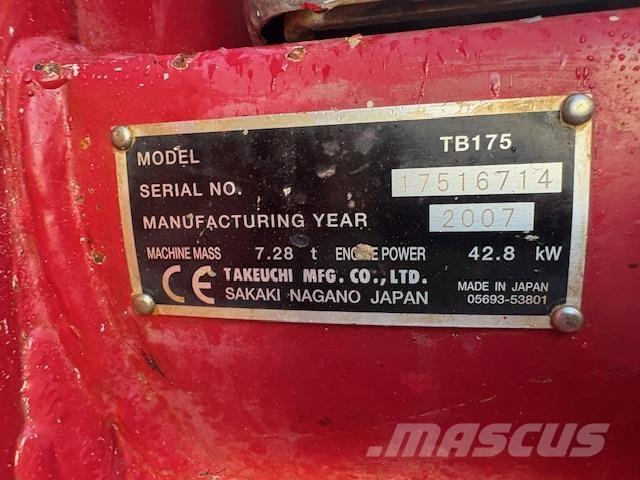 MODEL TB175
SERIAL NO. 17516714
MANUFACTURING YEAR 2007
MACHINE MASS 7.28 t ENGINE POWER 42.8 kW
CE TAKEUCHI MFG. CO., LTD.
SAKAKI NAGANO JAPAN
MADE IN JAPAN
05693-53801
MASCUS